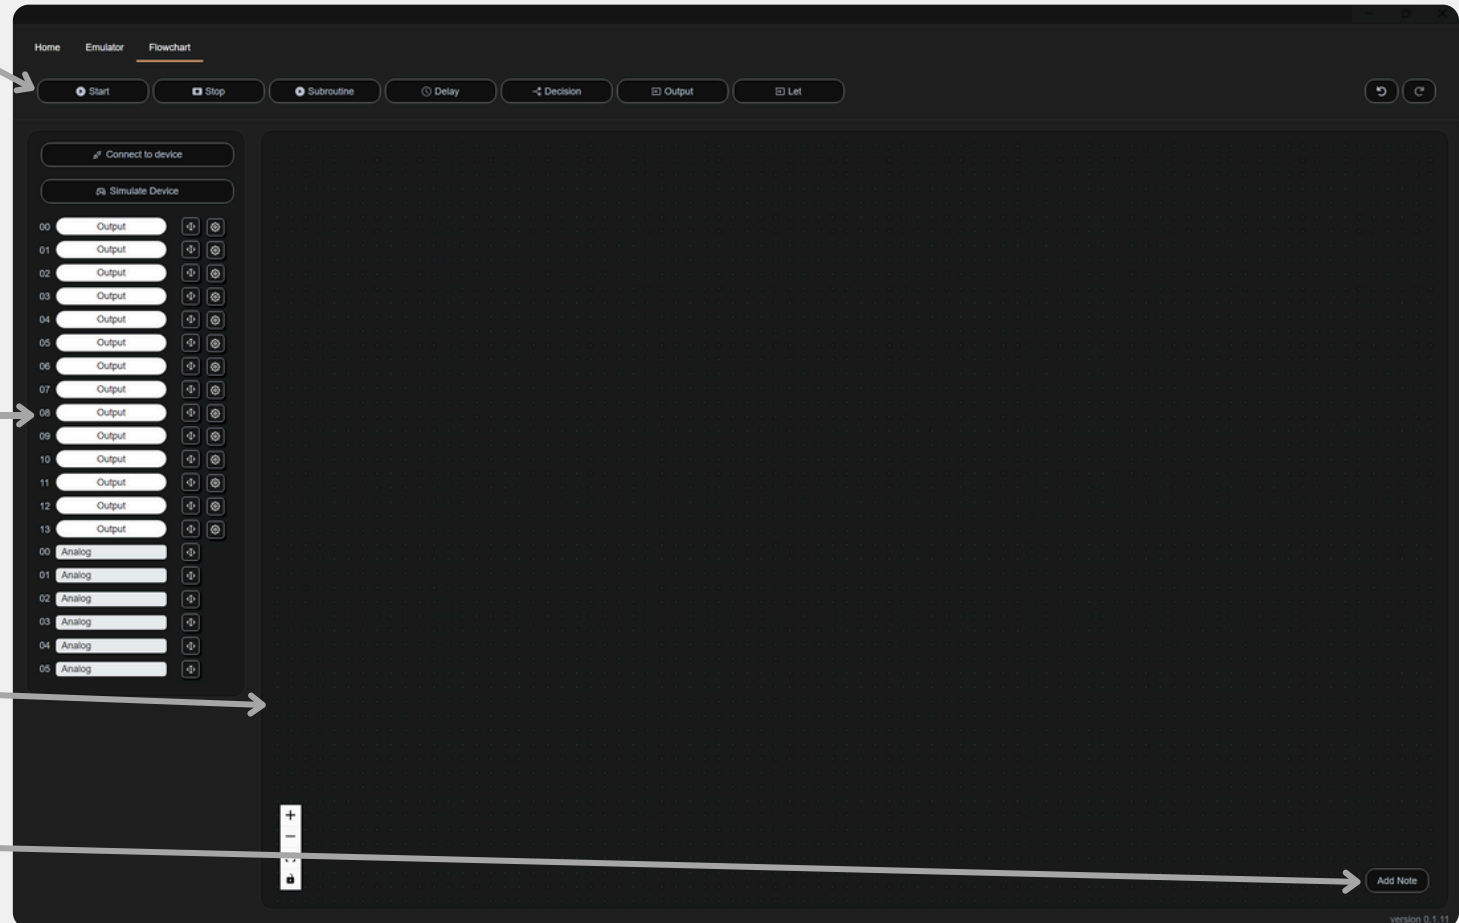 Home Emulator Flowchart
Start Stop Subroutine Delay Decision Output Let
Connect to device
Simulate Device
00 Output
01 Output
02 Output
03 Output
04 Output
05 Output
06 Output
07 Output
08 Output
09 Output
10 Output
11 Output
12 Output
13 Output
00 Analog
01 Analog
02 Analog
03 Analog
04 Analog
05 Analog
Add Note
version 0.1.11